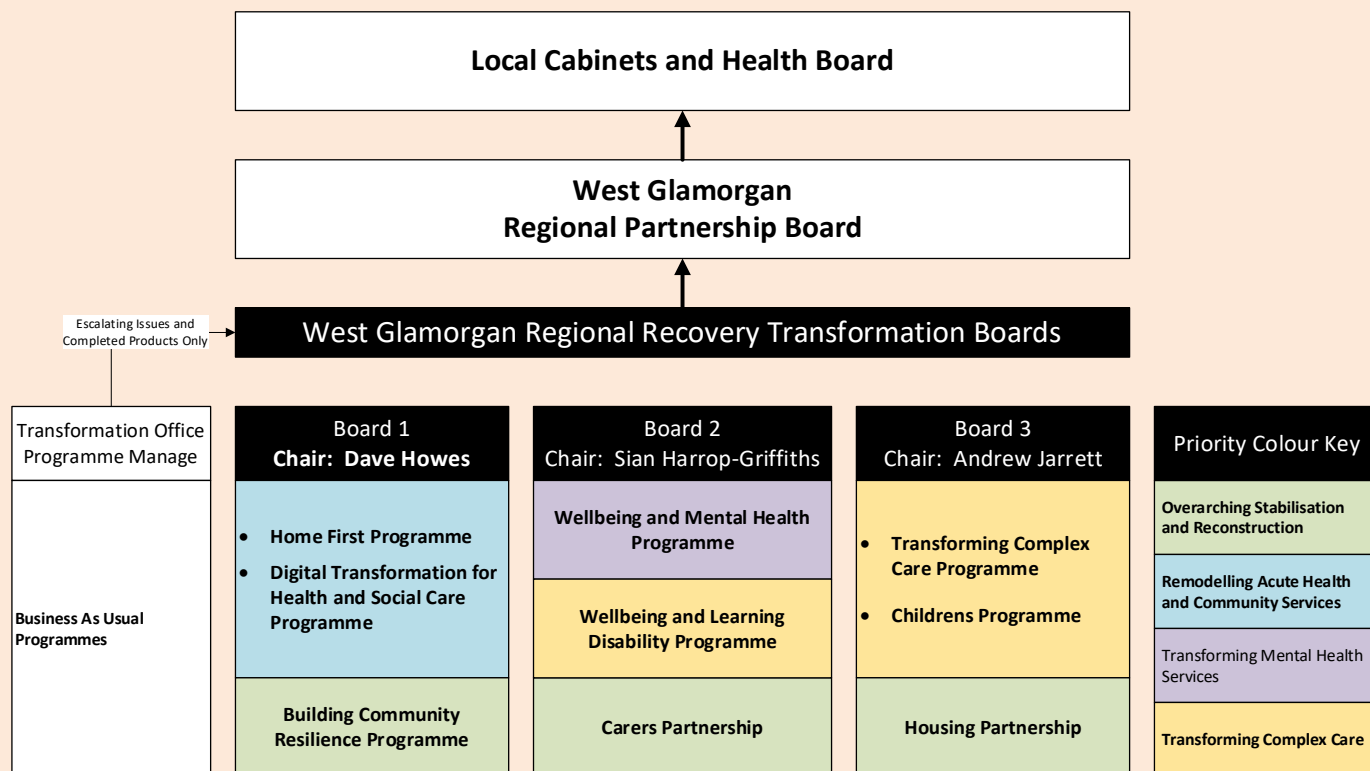 Local Cabinets and Health Board
West Glamorgan
Regional Partnership Board
Escalating Issues and
Completed Products Only
West Glamorgan Regional Recovery Transformation Boards
Transformation Office
Programme Manage
Business As Usual
Programmes
Board 1
Chair: Dave Howes
• Home First Programme
• Digital Transformation for
Health and Social Care
Programme
Building Community
Resilience Programme
Board 2
Chair: Sian Harrop-Griffiths
Wellbeing and Mental Health
Programme
Wellbeing and Learning
Disability Programme
Carers Partnership
Board 3
Chair: Andrew Jarrett
• Transforming Complex
Care Programme
• Childrens Programme
Housing Partnership
Priority Colour Key
Overarching Stabilisation
and Reconstruction
Remodelling Acute Health
and Community Services
Transforming Mental Health
Services
Transforming Complex Care